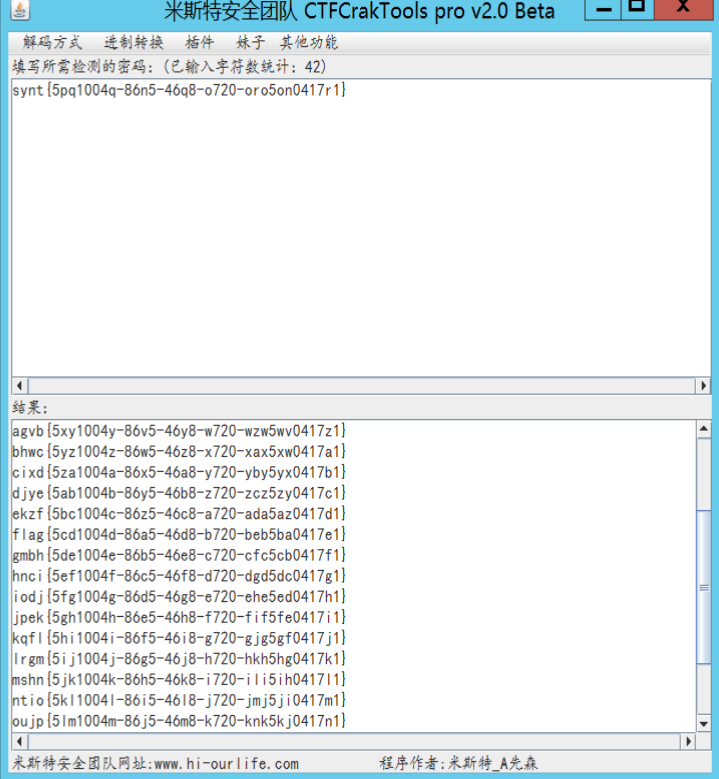 米斯特安全团队 CTFCrakTools pro v2.0 Beta
解码方式 进制转换 插件 妹子 其他功能
填写所需检测的密码:(已输入字符数统计: 42)
synt{5pq1004q-86n5-46q8-o720-oro5on0417r1}
结果:
agvb{5xy1004y-86v5-46y8-w720-wzw5wv0417z1}
bhwc{5yz1004z-86w5-46z8-x720-xax5xw0417a1}
cixd{5za1004a-86x5-46a8-y720-yby5yx0417b1}
djye{5ab1004b-86y5-46b8-z720-zcz5zy0417c1}
ekzf{5bc1004c-86z5-46c8-a720-ada5az0417d1}
flag{5cd1004d-86a5-46d8-b720-beb5ba0417e1}
gmbh{5de1004e-86b5-46e8-c720-cfc5cb0417f1}
hnci{5ef1004f-86c5-46f8-d720-dgd5dc0417g1}
iodj{5fg1004g-86d5-46g8-e720-ehe5ed0417h1}
jpek{5gh1004h-86e5-46h8-f720-fif5fe0417i1}
kqfl{5hi1004i-86f5-46i8-g720-gjg5gf0417j1}
lrgm{5ij1004j-86g5-46j8-h720-hkh5hg0417k1}
mshn{5jk1004k-86h5-46k8-i720-ili5ih0417l1}
ntio{5kl1004l-86i5-46l8-j720-jmj5ji0417m1}
oujp{5lm1004m-86j5-46m8-k720-knk5kj0417n1}
米斯特安全团队网址:www.hi-ourlife.com 程序作者:米斯特_A先森